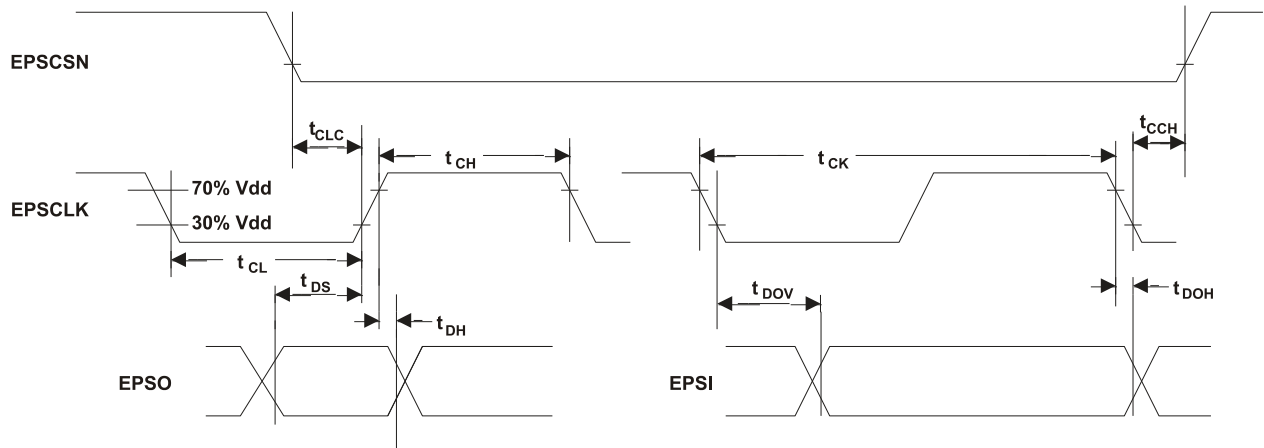 EPSCSN
tCLC
tCH
tCK
tCCH
EPSCLK
70% Vdd
30% Vdd
tCL
tDS
tDH
tDOV
tDOH
EPSO
EPSI